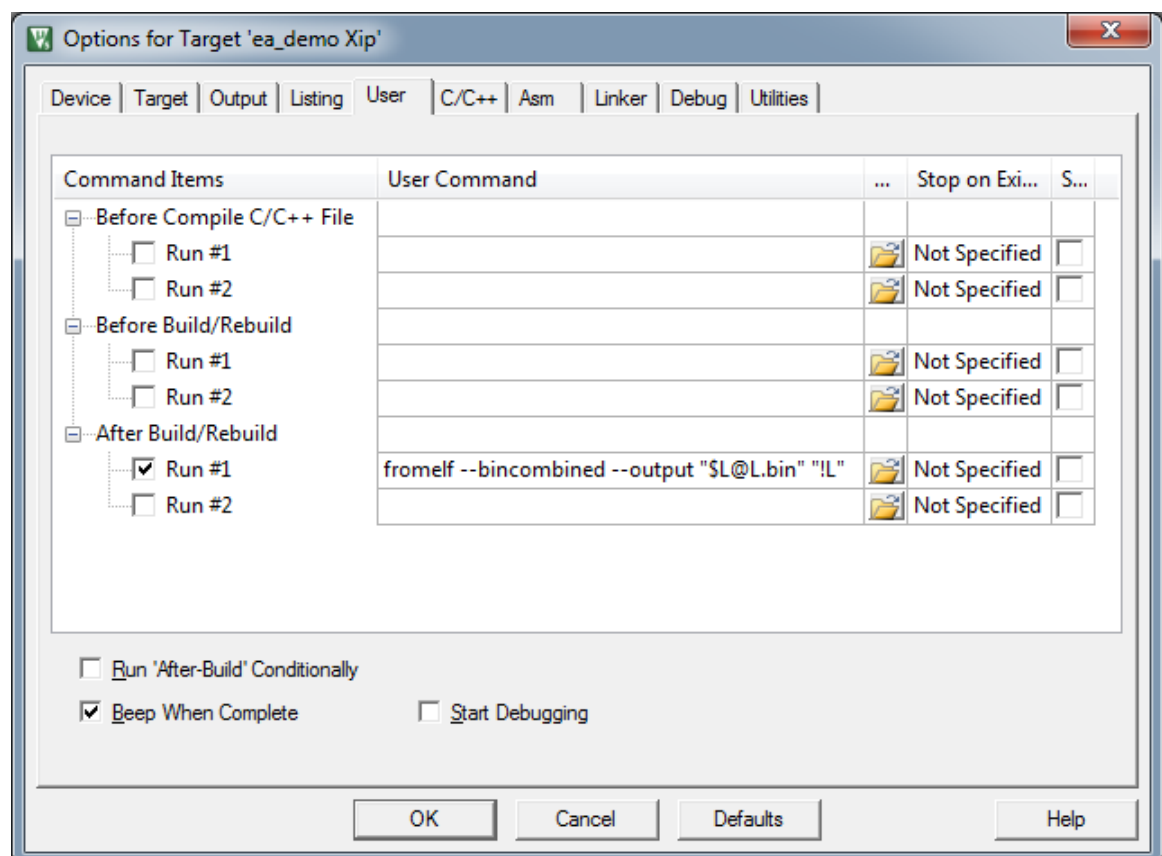 Options for Target 'ea_demo Xip'
Device Target Output Listing User C/C++ Asm Linker Debug Utilities
Command Items User Command ... Stop on Exi... S...
Before Compile C/C++ File
Run #1 Not Specified
Run #2 Not Specified
Before Build/Rebuild
Run #1 Not Specified
Run #2 Not Specified
After Build/Rebuild
Run #1 fromelf --bincombined --output "$L@L.bin" "!L" Not Specified
Run #2 Not Specified
Run 'After-Build' Conditionally
Beep When Complete Start Debugging
OK Cancel Defaults Help